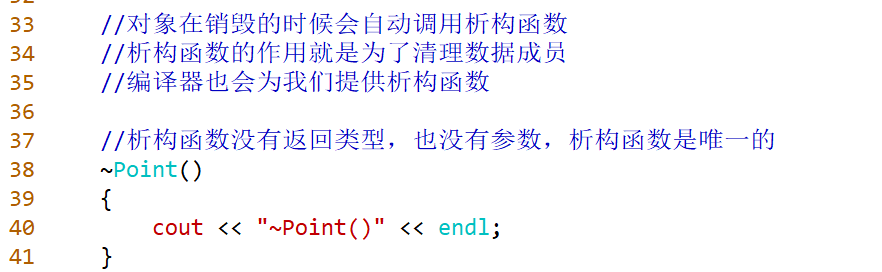 33 //对象在销毁的时候会自动调用析构函数
34 //析构函数的作用就是为了清理数据成员
35 //编译器也会为我们提供析构函数
36
37 //析构函数没有返回类型，也没有参数，析构函数是唯一的
38 ~Point()
39 {
40 cout << "~Point()" << endl;
41 }